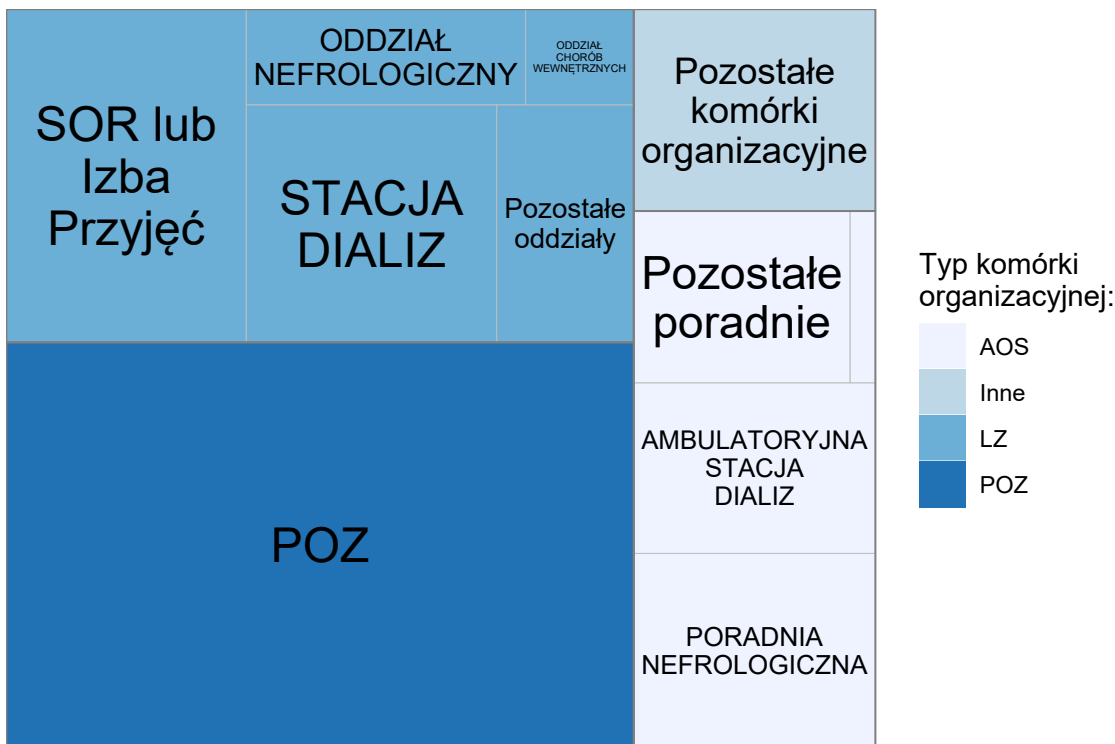 SOR lub
Izba
Przyjęć
ODDZIAŁ
NEFROLOGICZNY
ODDZIAŁ
CHORÓB
WEWNĘTRZNYCH
STACJA
DIALIZ
Pozostałe
oddziały
POZ
Pozostałe
komórki
organizacyjne
Pozostałe
poradnie
AMBULATORYJNA
STACJA
DIALIZ
PORADNIA
NEFROLOGICZNA
Typ komórki
organizacyjnej:
AOS
Inne
LZ
POZ